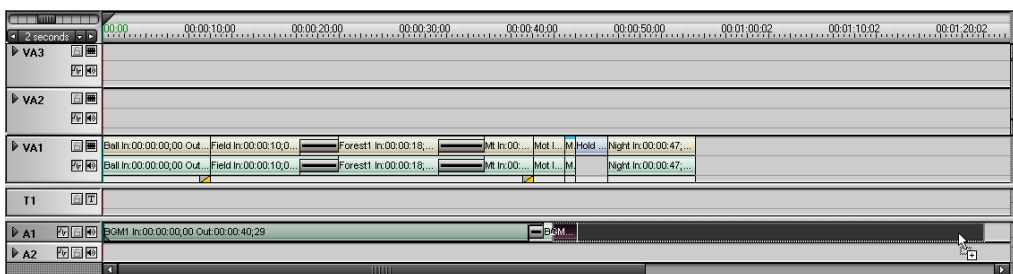 00;00 00:00:10;00 00:00:20;00 00:00:30;00 00:00:40;00 00:00:50;00 00:01:00;02 00:01:10;02 00:01:20;02
2 seconds
VA3
VA2
VA1 Ball In:00:00:00;00 Out... Field In:00:00:10;0... Forest1 In:00:00:18;... Mt In:00:... Mot I... M. Hold ... Night In:00:00:47;...
Ball In:00:00:00;00 Out... Field In:00:00:10;0... Forest1 In:00:00:18;... Mt In:00:... Mot I... M. Night In:00:00:47;...
T1 T
A1 BGM1 In:00:00:00;00 Out:00:00:40;29 BGM...
A2